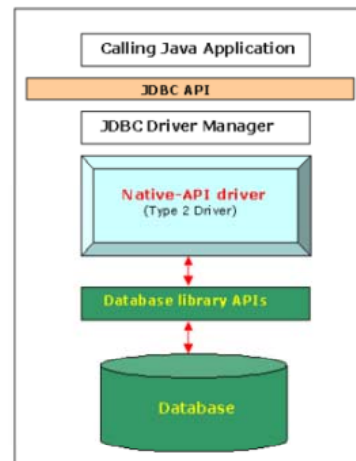 Calling Java Application
JDBC API
JDBC Driver Manager
Native-API driver
(Type 2 Driver)
Database library APIs
Database